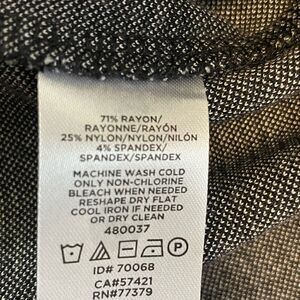 71% RAYON/
RAYONNE/RAYÓN
25% NYLON/NYLON/NILÓN
4% SPANDEX/
SPANDEX/SPANDEX
MACHINE WASH COLD
ONLY NON-CHLORINE
BLEACH WHEN NEEDED
RESHAPE DRY FLAT
COOL IRON IF NEEDED
OR DRY CLEAN
480037
P
ID# 70068
CA#57421
RN#77379